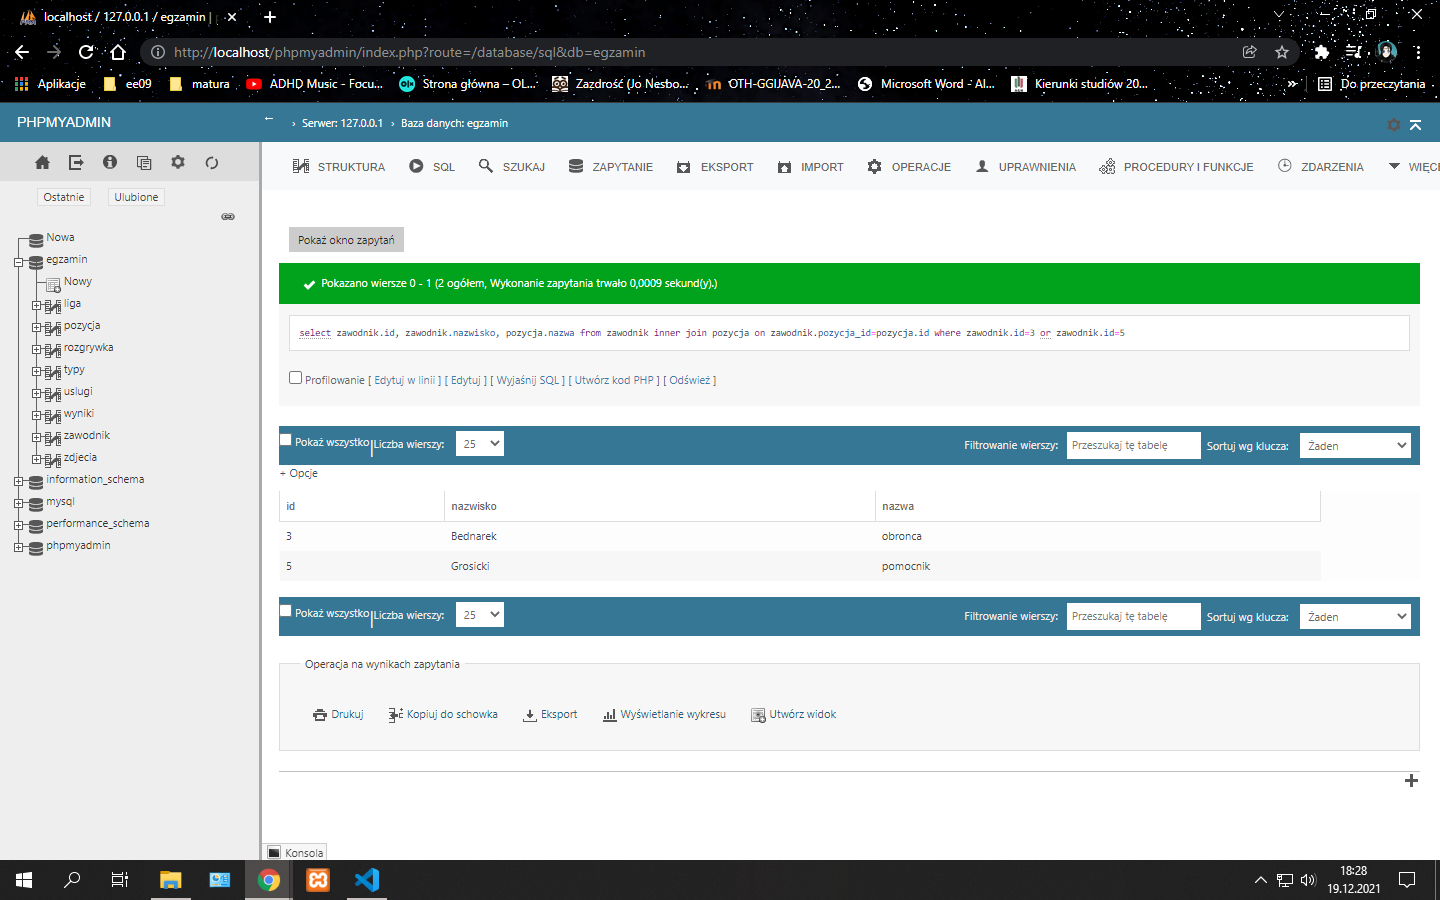 localhost / 127.0.0.1 / egzamin |
http://localhost/phpmyadmin/index.php?route=/database/sql&db=egzamin
Aplikacje
ee09
matura
ADHD Music - Focu...
Strona główna – OL...
Zazdrość (Jo Nesbo...
OTH-GGIJAVA-20_2...
Microsoft Word - Al...
Kierunki studiów 20...
»
Do przeczytania
PHPMYADMIN
← › Serwer: 127.0.0.1 › Baza danych: egzamin
STRUKTURA
SQL
SZUKAJ
ZAPYTANIE
EKSPORT
IMPORT
OPERACJE
UPRAWNIENIA
PROCEDURY I FUNKCJE
ZDARZENIA
WIĘCE
Ostatnie
Ulubione
Nowa
egzamin
Nowy
liga
pozycja
rozgrywka
typy
uslugi
wyniki
zawodnik
zdjecia
information_schema
mysql
performance_schema
phpmyadmin
Pokaż okno zapytań
Pokazano wiersze 0 - 1 (2 ogółem, Wykonanie zapytania trwało 0,0009 sekund(y).)
select zawodnik.id, zawodnik.nazwisko, pozycja.nazwa from zawodnik inner join pozycja on zawodnik.pozycja_id=pozycja.id where zawodnik.id=3 or zawodnik.id=5
Profilowanie [ Edytuj w linii ] [ Edytuj ] [ Wyjaśnij SQL ] [ Utwórz kod PHP ] [ Odśwież ]
Pokaż wszystko | Liczba wierszy: 25 Filtrowanie wierszy: Przeszukaj tę tabelę Sortuj wg klucza: Żaden
+ Opcje
id nazwisko nazwa
3 Bednarek obronca
5 Grosicki pomocnik
Pokaż wszystko | Liczba wierszy: 25 Filtrowanie wierszy: Przeszukaj tę tabelę Sortuj wg klucza: Żaden
Operacja na wynikach zapytania
Drukuj
Kopiuj do schowka
Eksport
Wyświetlanie wykresu
Utwórz widok
Konsola
18:28
19.12.2021